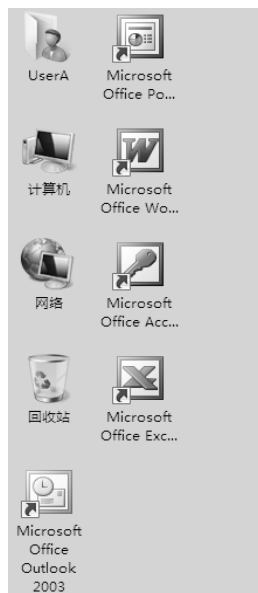 UserA
Microsoft
Office Po...
计算机
Microsoft
Office Wo...
网络
Microsoft
Office Acc...
回收站
Microsoft
Office Exc...
Microsoft
Office
Outlook
2003